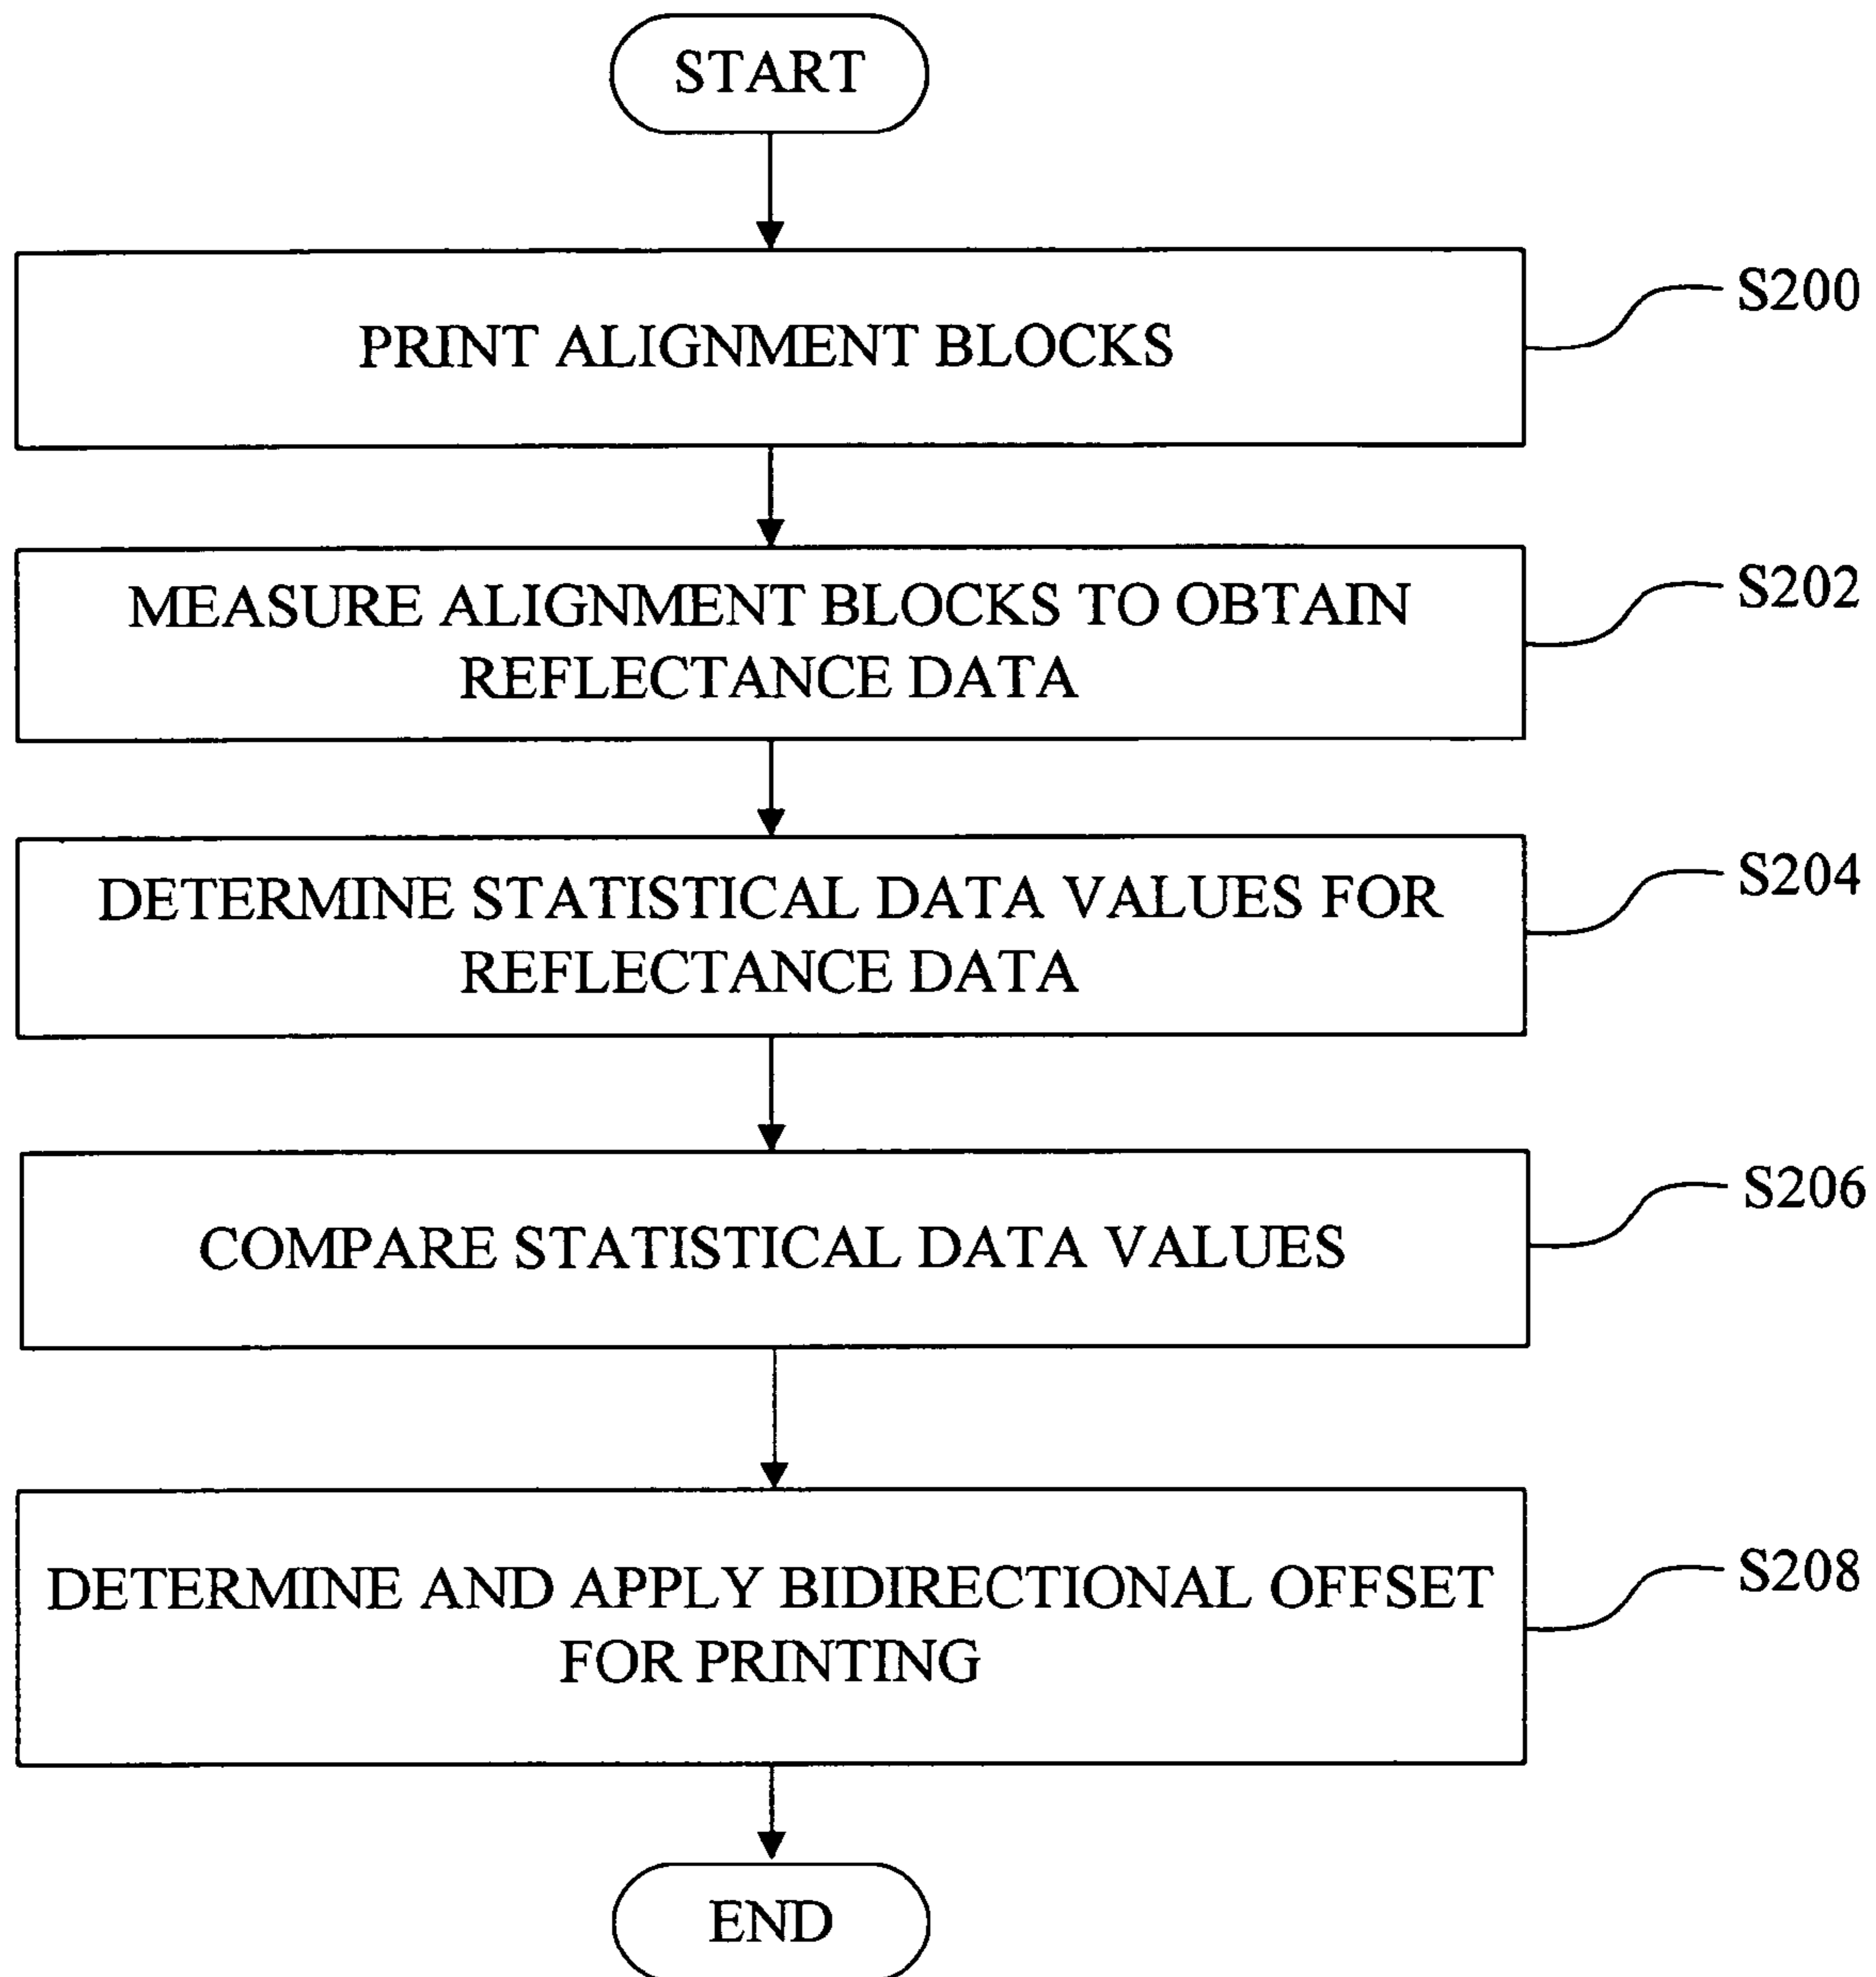 START
PRINT ALIGNMENT BLOCKS
S200
MEASURE ALIGNMENT BLOCKS TO OBTAIN
REFLECTANCE DATA
S202
DETERMINE STATISTICAL DATA VALUES FOR
REFLECTANCE DATA
S204
COMPARE STATISTICAL DATA VALUES
S206
DETERMINE AND APPLY BIDIRECTIONAL OFFSET
FOR PRINTING
S208
END